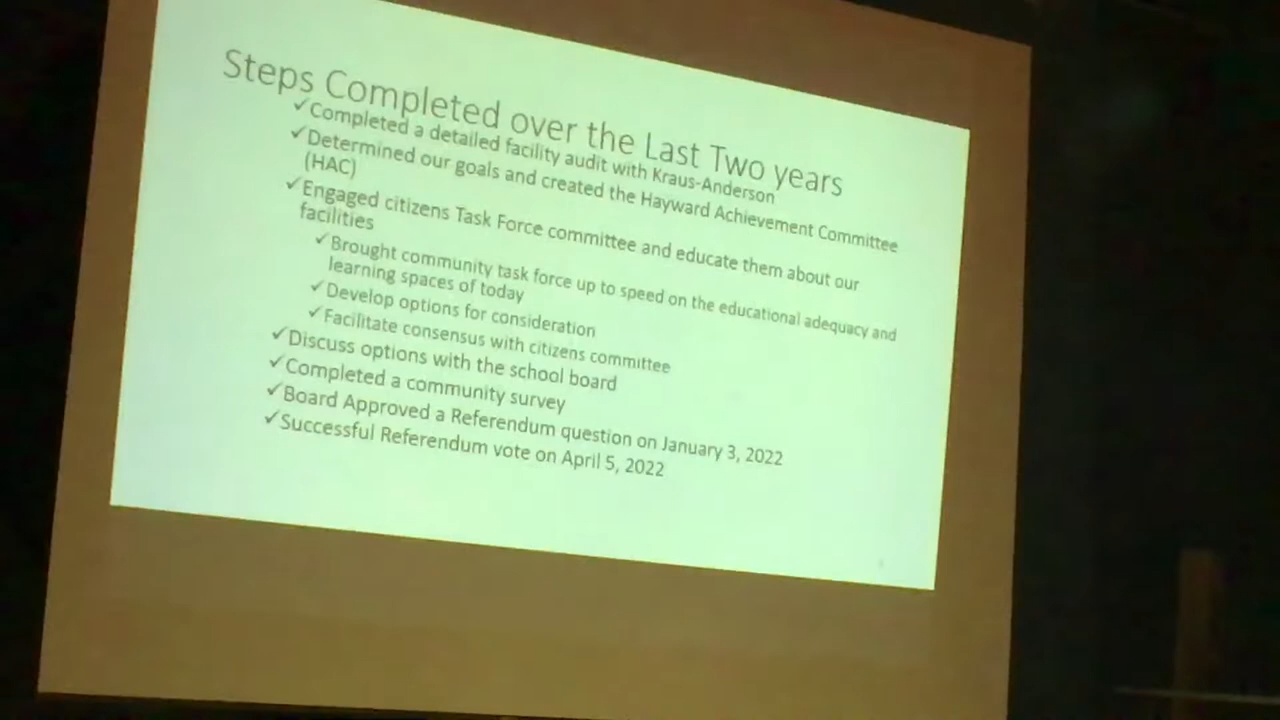 Steps Completed over the Last Two years
✓Completed a detailed facility audit with Kraus-Anderson
✓Determined our goals and created the Hayward Achievement Committee
(HAC)
✓Engaged citizens Task Force committee and educate them about our
facilities
✓Brought community task force up to speed on the educational adequacy and
learning spaces of today
✓Develop options for consideration
✓Facilitate consensus with citizens committee
✓Discuss options with the school board
✓Completed a community survey
✓Board Approved a Referendum question on January 3, 2022
✓Successful Referendum vote on April 5, 2022